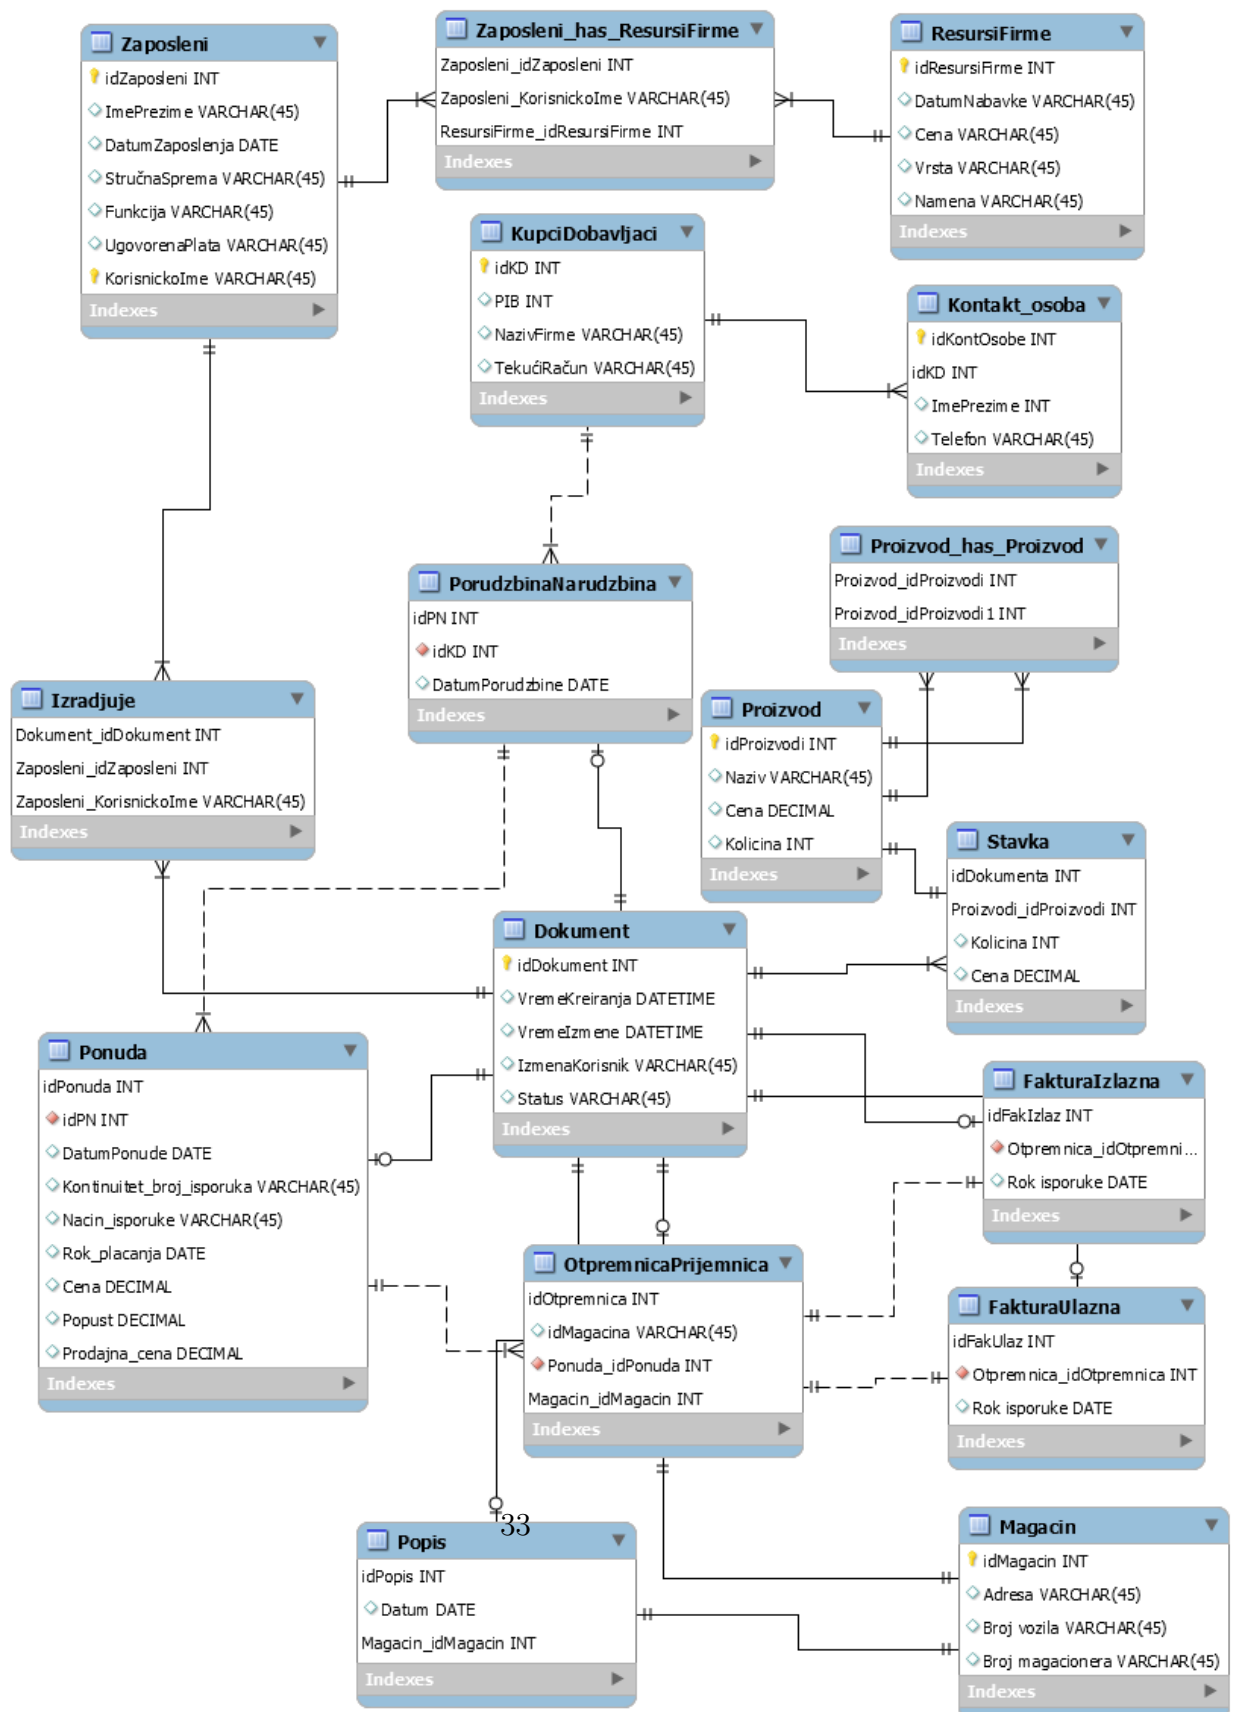 Zaposleni
idZaposleni INT
ImePrezime VARCHAR(45)
DatumZaposlenja DATE
StručnaSprema VARCHAR(45)
Funkcija VARCHAR(45)
UgovorenaPlata VARCHAR(45)
KorisnickoIme VARCHAR(45)
Indexes
Zaposleni_has_ResursiFirme
Zaposleni_idZaposleni INT
Zaposleni_KorisnickoIme VARCHAR(45)
ResursiFirme_idResursiFirme INT
Indexes
ResursiFirme
idResursiFirme INT
DatumNabavke VARCHAR(45)
Cena VARCHAR(45)
Vrsta VARCHAR(45)
Namena VARCHAR(45)
Indexes
KupciDobavljaci
idKD INT
PIB INT
NazivFirme VARCHAR(45)
TekućiRačun VARCHAR(45)
Indexes
Kontakt_osoba
idKontOsobe INT
idKD INT
ImePrezime INT
Telefon VARCHAR(45)
Indexes
PorudzbinaNarudzbina
idPN INT
idKD INT
DatumPorudzbine DATE
Indexes
Proizvod_has_Proizvod
Proizvod_idProizvodi INT
Proizvod_idProizvodi1 INT
Indexes
Izradjuje
Dokument_idDokument INT
Zaposleni_idZaposleni INT
Zaposleni_KorisnickoIme VARCHAR(45)
Indexes
Proizvod
idProizvodi INT
Naziv VARCHAR(45)
Cena DECIMAL
Kolicina INT
Indexes
Stavka
idDokumenta INT
Proizvodi_idProizvodi INT
Kolicina INT
Cena DECIMAL
Indexes
Dokument
idDokument INT
VremeKreiranja DATETIME
VremeIzmene DATETIME
IzmenaKorisnik VARCHAR(45)
Status VARCHAR(45)
Indexes
Ponuda
idPonuda INT
idPN INT
DatumPonude DATE
Kontinuitet_broj_isporuka VARCHAR(45)
Nacin_isporuke VARCHAR(45)
Rok_placanja DATE
Cena DECIMAL
Popust DECIMAL
Prodajna_cena DECIMAL
Indexes
FakturaIzlazna
idFakIzlaz INT
Otpremnica_idOtpremni...
Rok isporuke DATE
Indexes
OtpremnicaPrijemnica
idOtpremnica INT
idMagacina VARCHAR(45)
Ponuda_idPonuda INT
Magacin_idMagacin INT
Indexes
FakturaUlazna
idFakUlaz INT
Otpremnica_idOtpremnica INT
Rok isporuke DATE
Indexes
33
Popis
idPopis INT
Datum DATE
Magacin_idMagacin INT
Indexes
Magacin
idMagacin INT
Adresa VARCHAR(45)
Broj vozila VARCHAR(45)
Broj magacionera VARCHAR(45)
Indexes